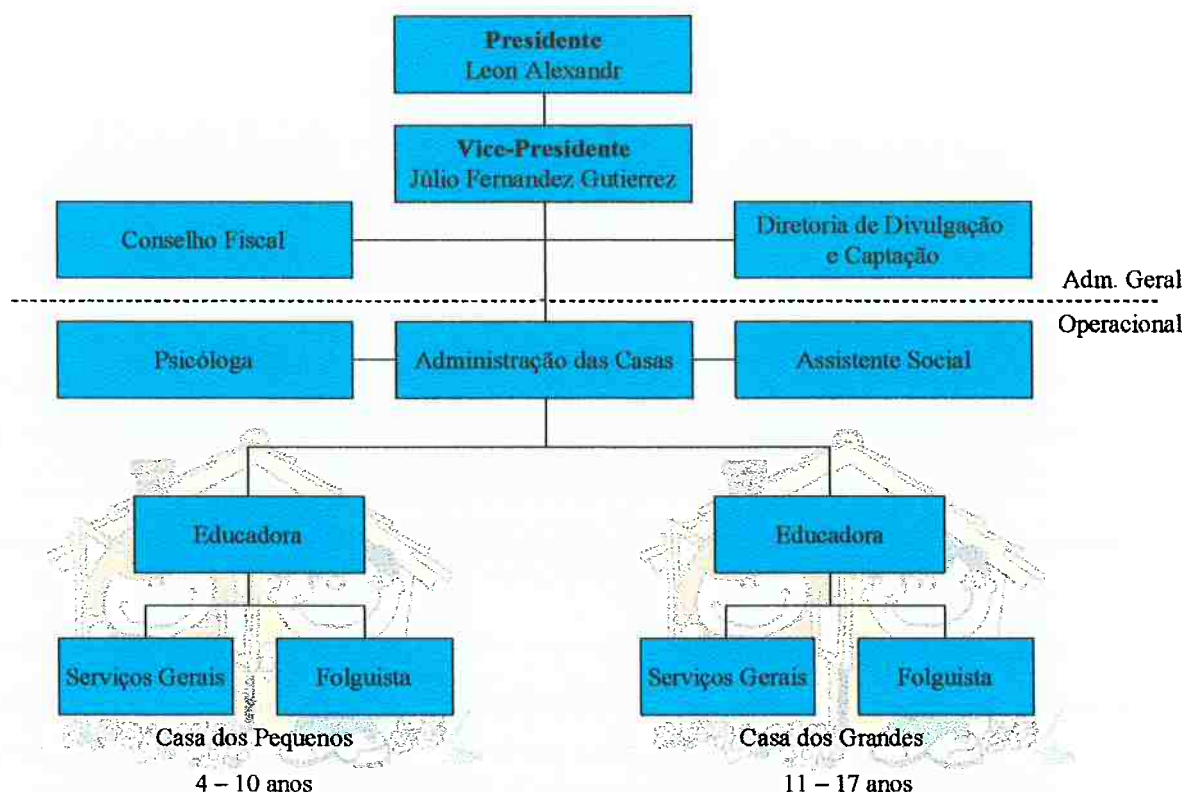 Presidente
Leon Alexandr
Vice-Presidente
Júlio Fernandez Gutierrez
Conselho Fiscal
Diretoria de Divulgação
e Captação
Adm. Geral
Operacional
Psicóloga
Administração das Casas
Assistente Social
Educadora
Educadora
Serviços Gerais
Folguista
Serviços Gerais
Folguista
Casa dos Pequenos
Casa dos Grandes
4 – 10 anos
11 – 17 anos